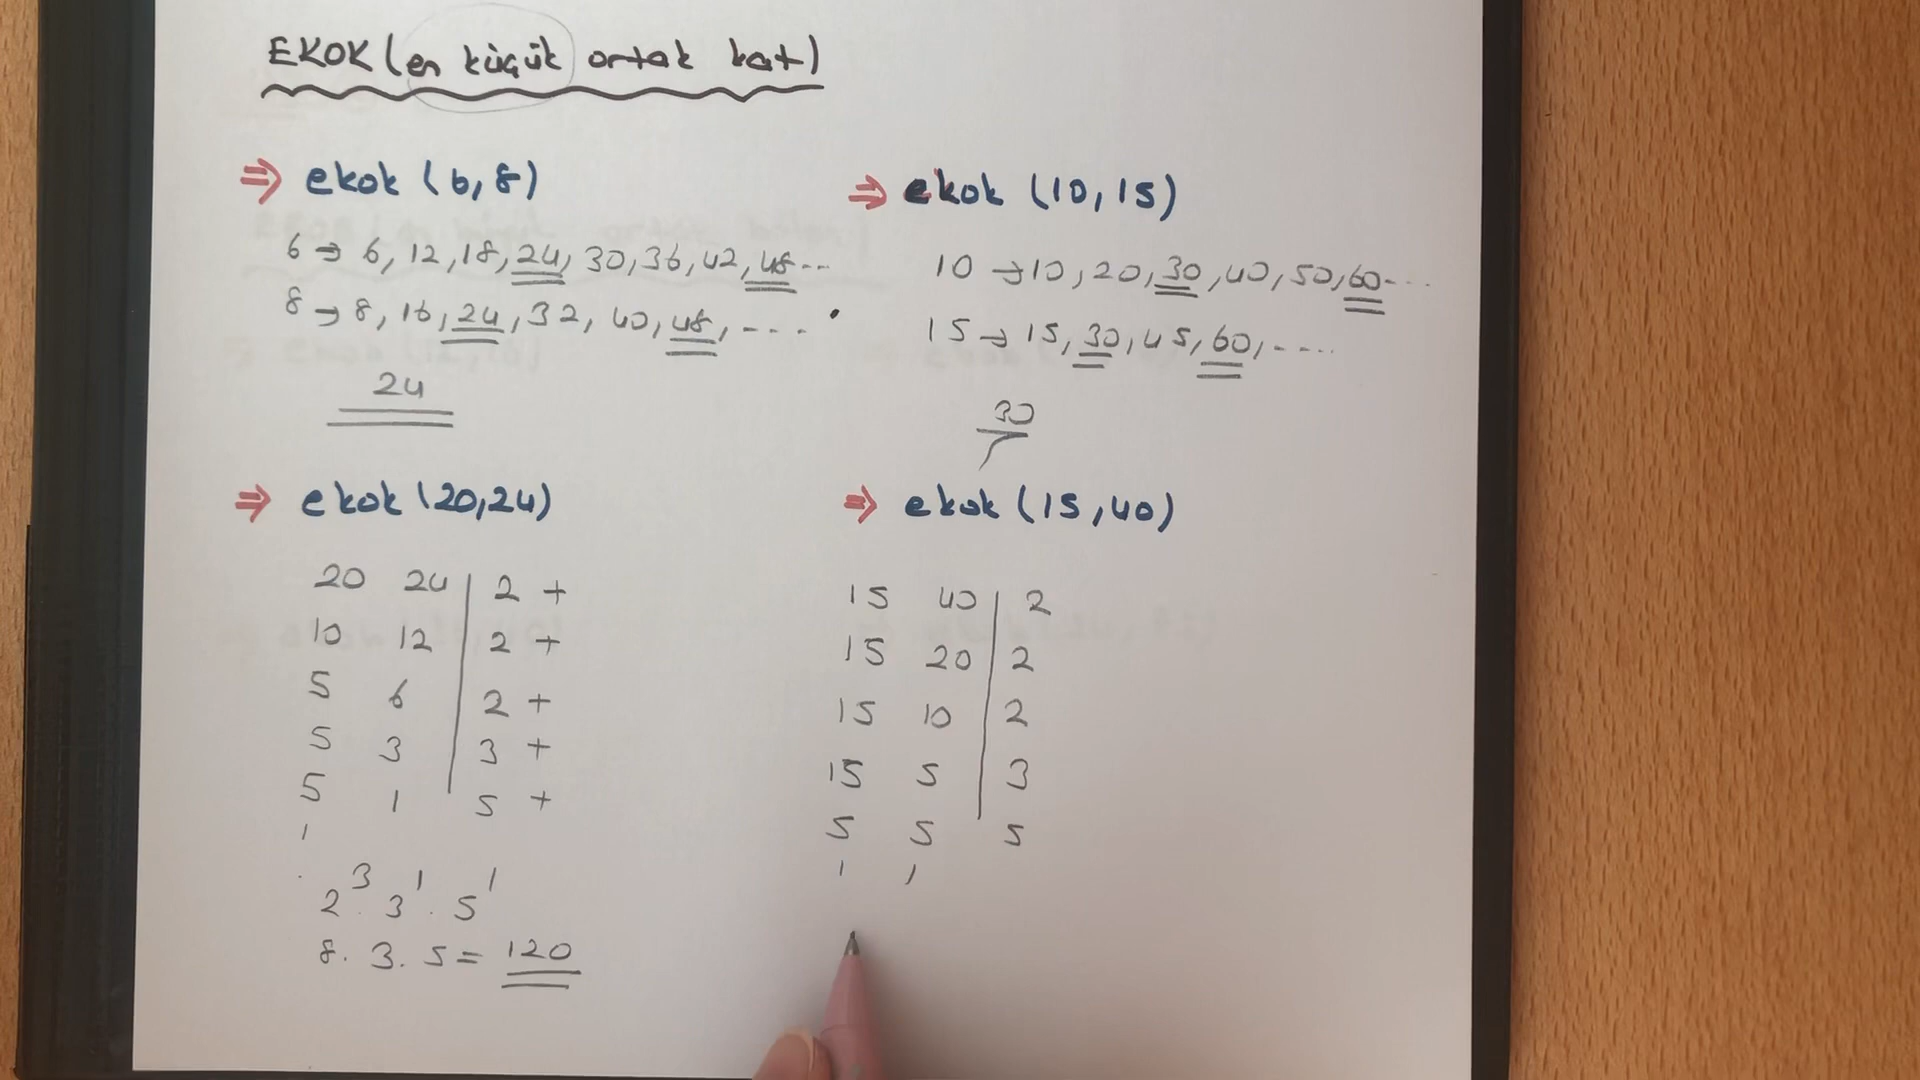 EKOK (en küçük ortak kat)
⇒ ekok (6,8)
6 → 6, 12, 18, 24, 30, 36, 42, 48...
8 → 8, 16, 24, 32, 40, 48, ....
24
⇒ ekok (10, 15)
10 → 10, 20, 30, 40, 50, 60...
15 → 15, 30, 45, 60, ....
30
⇒ ekok (20,24)
20 24 | 2 +
10 12 | 2 +
5 6 | 2 +
5 3 | 3 +
5 1 5 +
1
2³ . 3¹ . 5¹
8. 3. 5 = 120
⇒ ekok (15, 40)
15 40 | 2
15 20 | 2
15 10 | 2
15 5 | 3
5 5 5
1 1